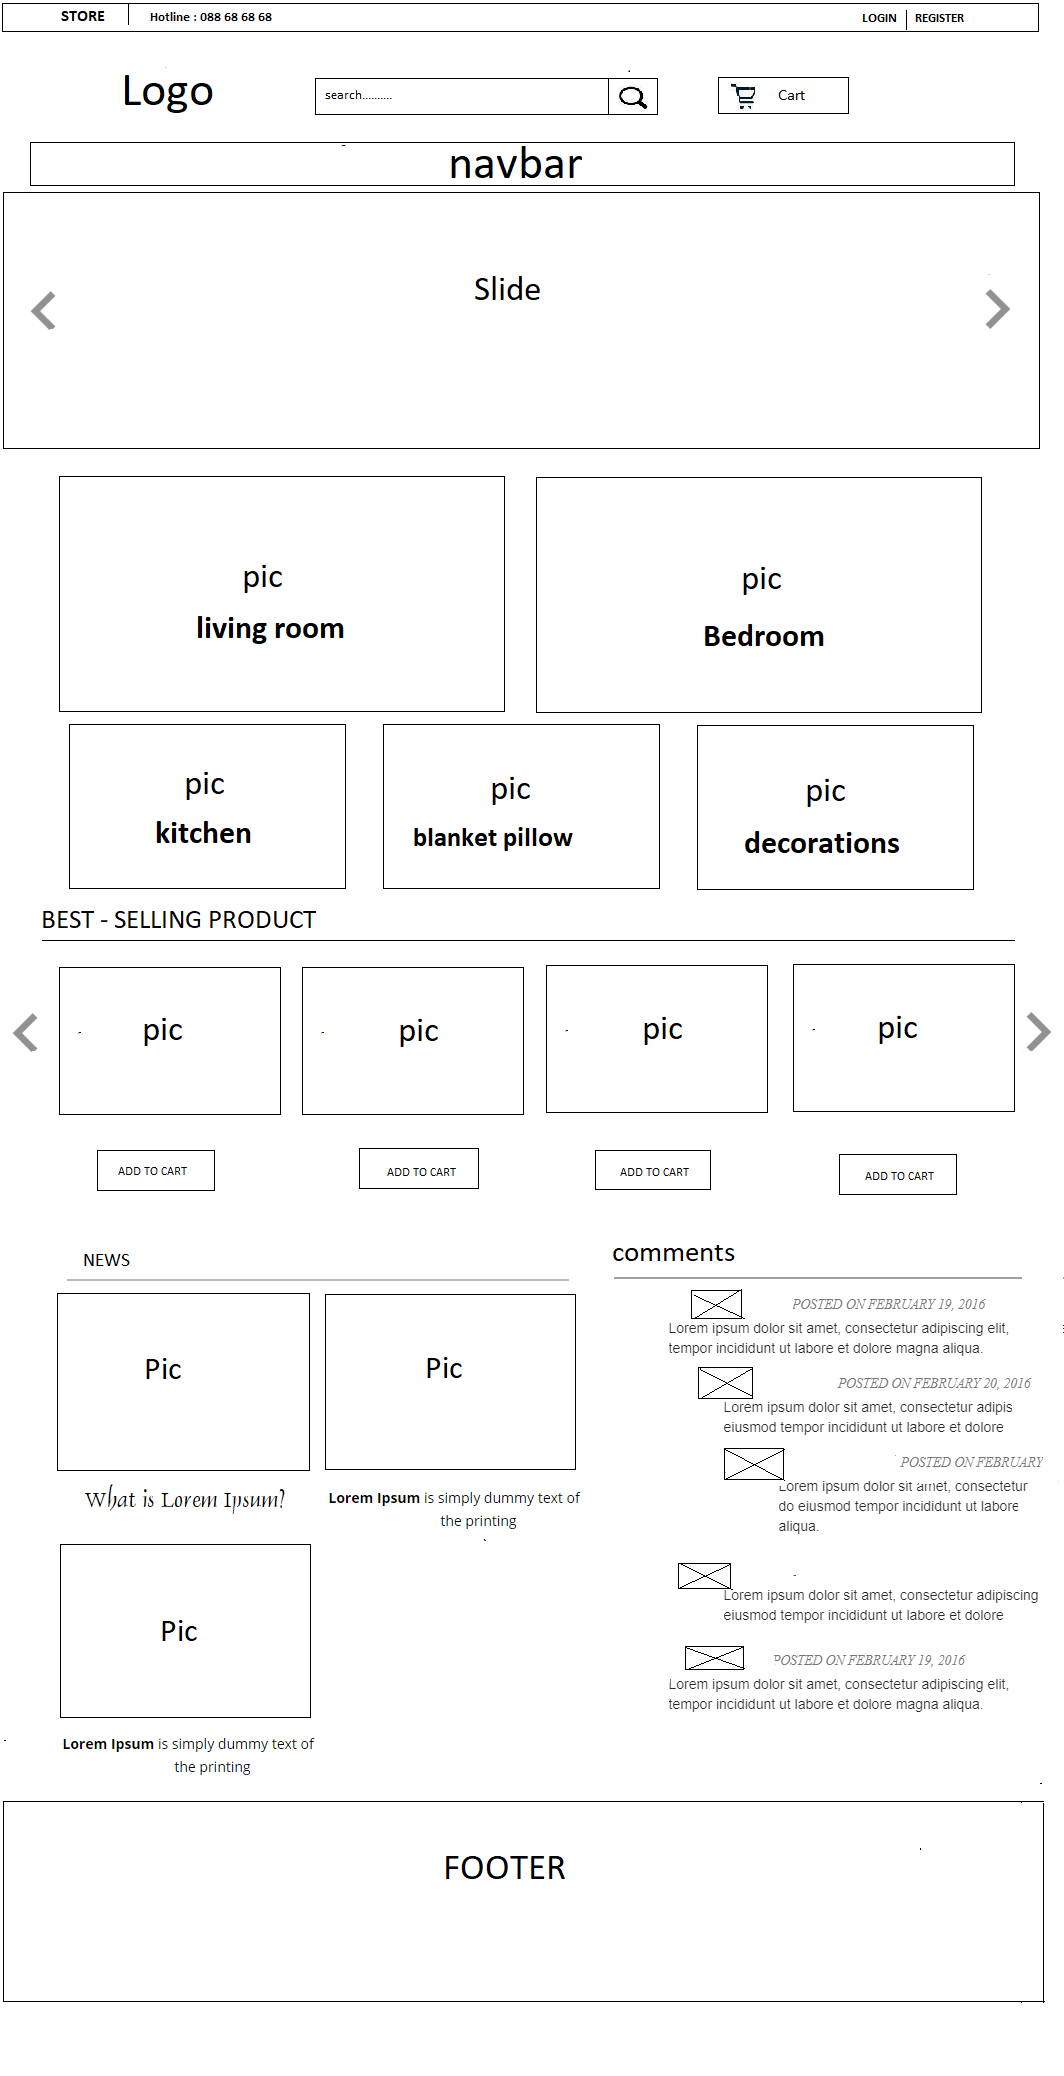 STORE
Hotline : 088 68 68 68
LOGIN
REGISTER
Logo
search..........
Cart
navbar
Slide
pic
living room
pic
Bedroom
pic
kitchen
pic
blanket pillow
pic
decorations
BEST - SELLING PRODUCT
pic
pic
pic
pic
ADD TO CART
ADD TO CART
ADD TO CART
ADD TO CART
NEWS
Pic
Pic
What is Lorem Ipsum?
Lorem Ipsum is simply dummy text of
the printing
Pic
Lorem Ipsum is simply dummy text of
the printing
comments
POSTED ON FEBRUARY 19, 2016
Lorem ipsum dolor sit amet, consectetur adipiscing elit,
tempor incididunt ut labore et dolore magna aliqua.
POSTED ON FEBRUARY 20, 2016
Lorem ipsum dolor sit amet, consectetur adipis
eiusmod tempor incididunt ut labore et dolore
POSTED ON FEBRUARY
Lorem ipsum dolor sit amet, consectetur
do eiusmod tempor incididunt ut labore
aliqua.
Lorem ipsum dolor sit amet, consectetur adipiscing
eiusmod tempor incididunt ut labore et dolore
POSTED ON FEBRUARY 19, 2016
Lorem ipsum dolor sit amet, consectetur adipiscing elit,
tempor incididunt ut labore et dolore magna aliqua.
FOOTER